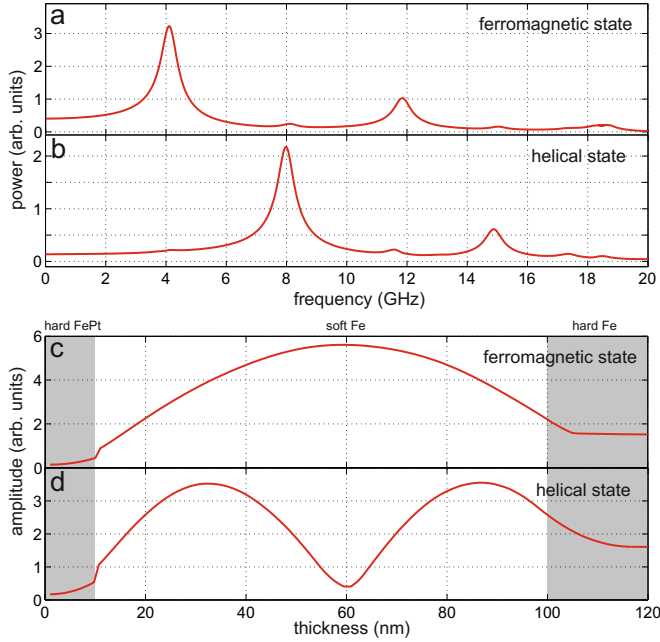 a
ferromagnetic state
3
2
1
0
b
helical state
2
1
0
power (arb. units)
0 2 4 6 8 10 12 14 16 18 20
frequency (GHz)
hard FePt soft Fe hard Fe
6
c
ferromagnetic state
4
2
0
d
helical state
3
2
1
0
amplitude (arb. units)
0 20 40 60 80 100 120
thickness (nm)